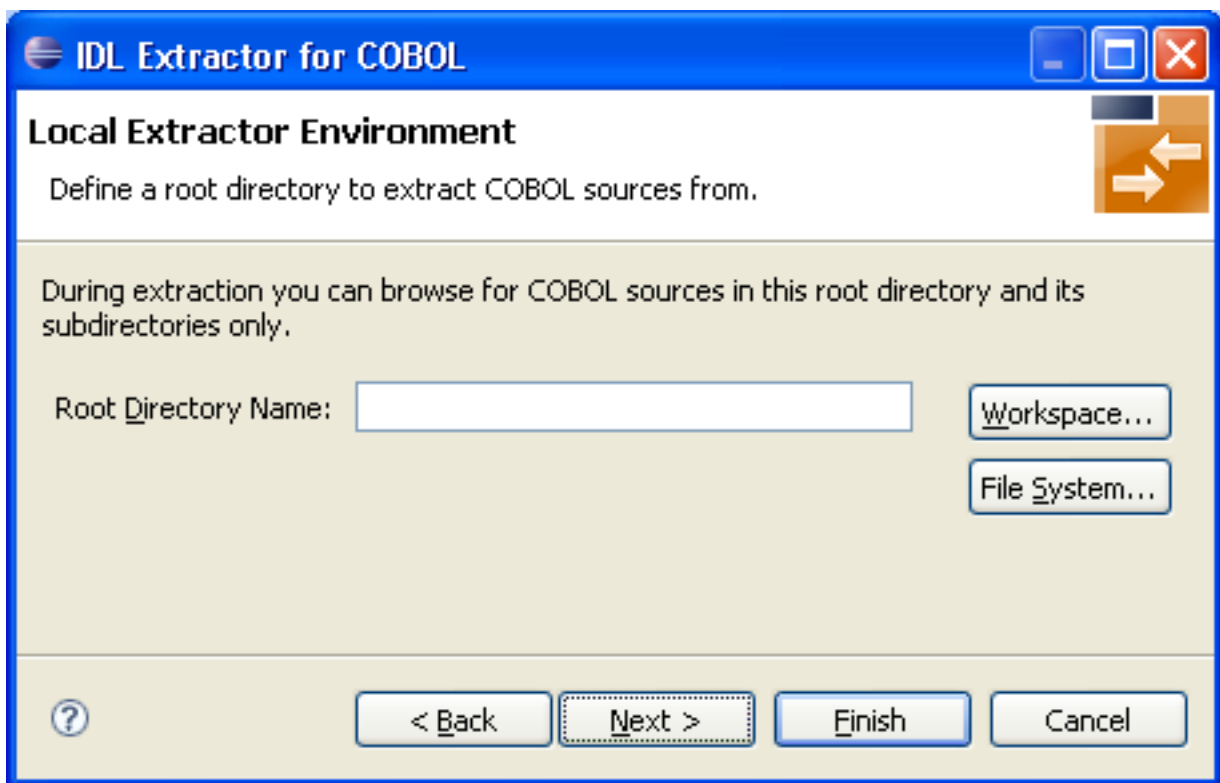 IDL Extractor for COBOL
Local Extractor Environment
Define a root directory to extract COBOL sources from.
During extraction you can browse for COBOL sources in this root directory and its
subdirectories only.
Root Directory Name:
Workspace...
File System...
?
< Back
Next >
Finish
Cancel